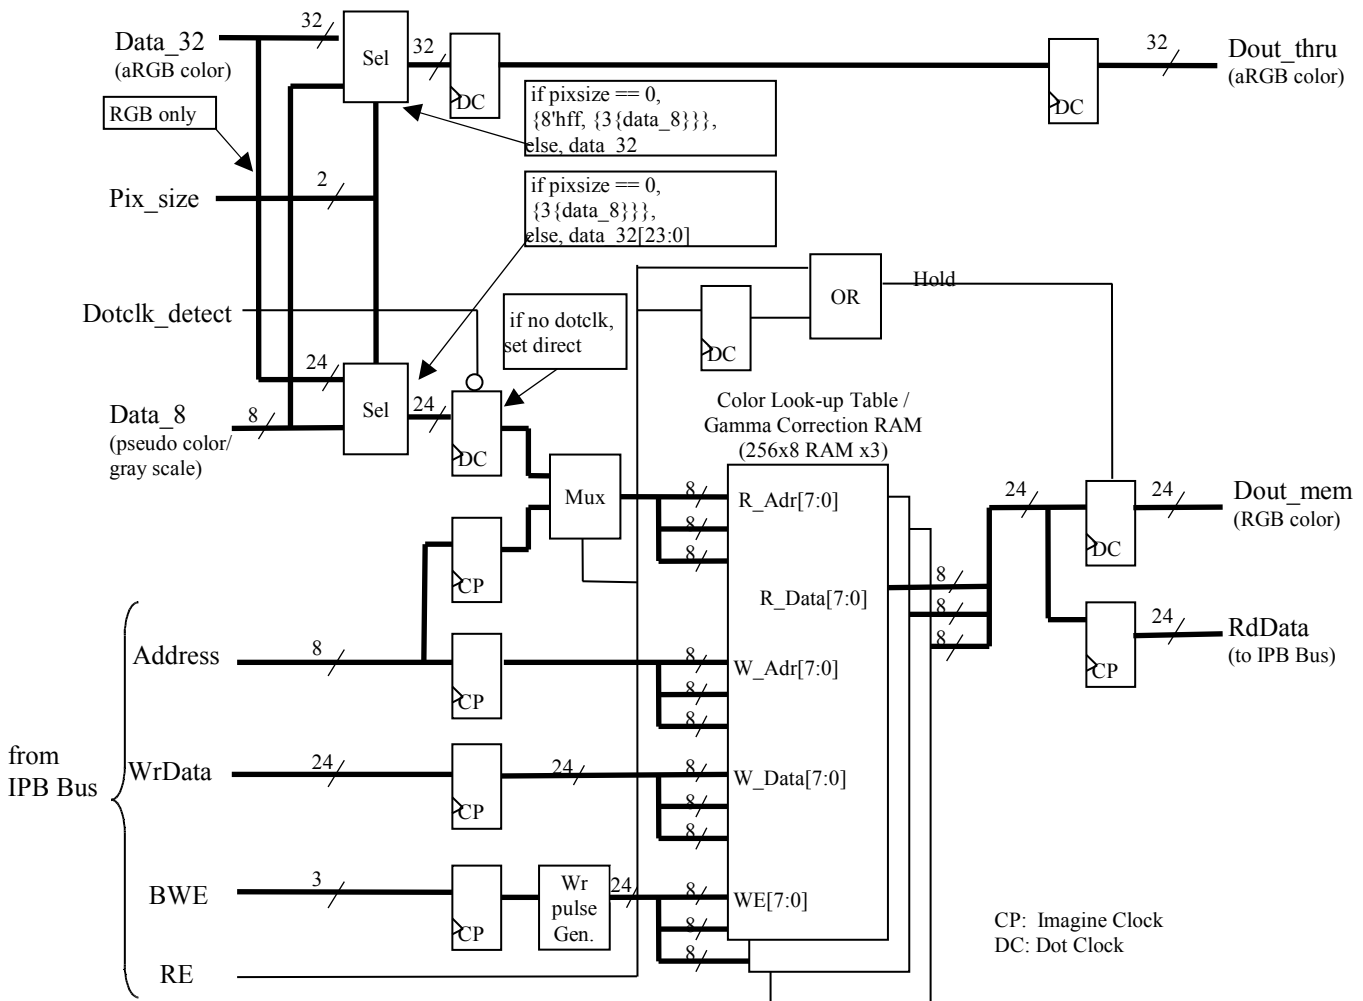 Data_32
(aRGB color)
32
Sel
32
DC
DC
32
Dout_thru
(aRGB color)
RGB only
if pixsize == 0,
{8'hff, {3{data_8}}},
else, data_32
Pix_size
2
if pixsize == 0,
{3{data_8}}},
else, data_32[23:0]
Dotclk_detect
if no dotclk,
set direct
DC
OR
Hold
24
Sel
24
DC
Data_8
(pseudo color/
gray scale)
8
Color Look-up Table /
Gamma Correction RAM
(256x8 RAM x3)
Mux
CP
8
8
8
R_Adr[7:0]
R_Data[7:0]
8
8
8
24
DC
24
Dout_mem
(RGB color)
CP
24
RdData
(to IPB Bus)
from
IPB Bus
Address
8
CP
8
8
8
W_Adr[7:0]
WrData
24
CP
24
8
8
8
W_Data[7:0]
BWE
3
CP
Wr
pulse
Gen.
24
8
8
8
WE[7:0]
RE
CP: Imagine Clock
DC: Dot Clock